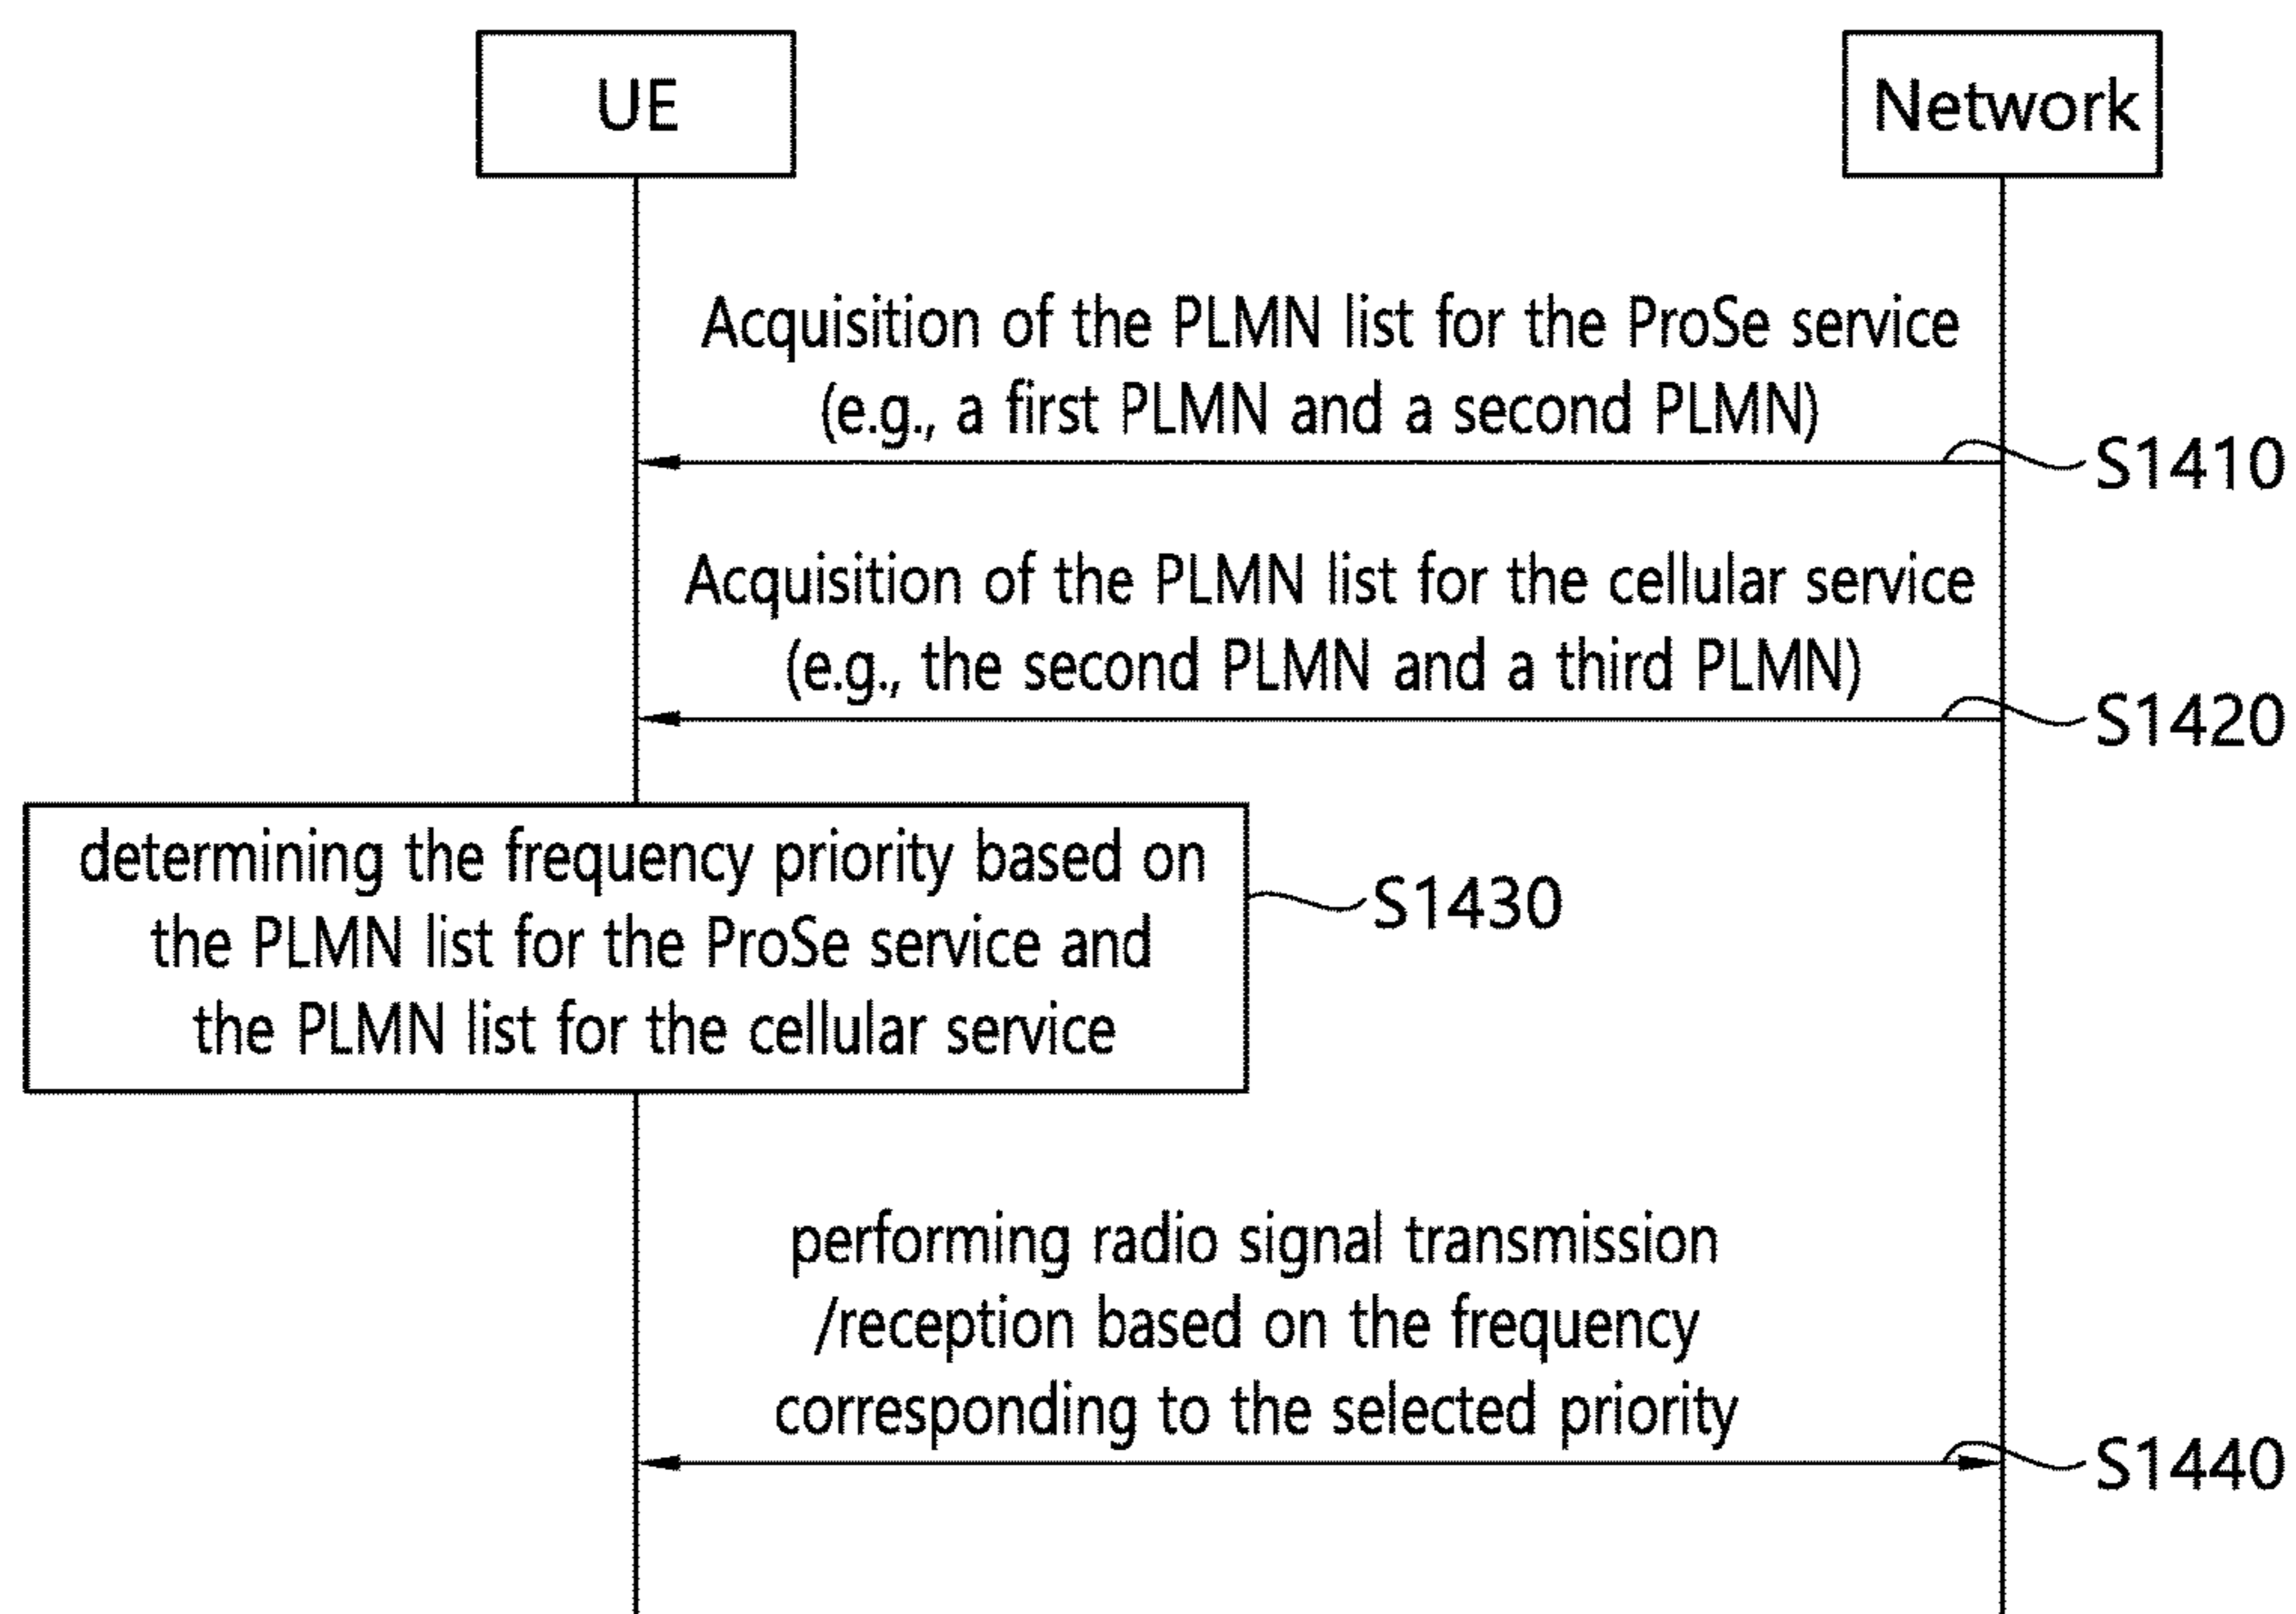 UE
Network
Acquisition of the PLMN list for the ProSe service
(e.g., a first PLMN and a second PLMN)
S1410
Acquisition of the PLMN list for the cellular service
(e.g., the second PLMN and a third PLMN)
S1420
determining the frequency priority based on
the PLMN list for the ProSe service and
the PLMN list for the cellular service
S1430
performing radio signal transmission
/reception based on the frequency
corresponding to the selected priority
S1440